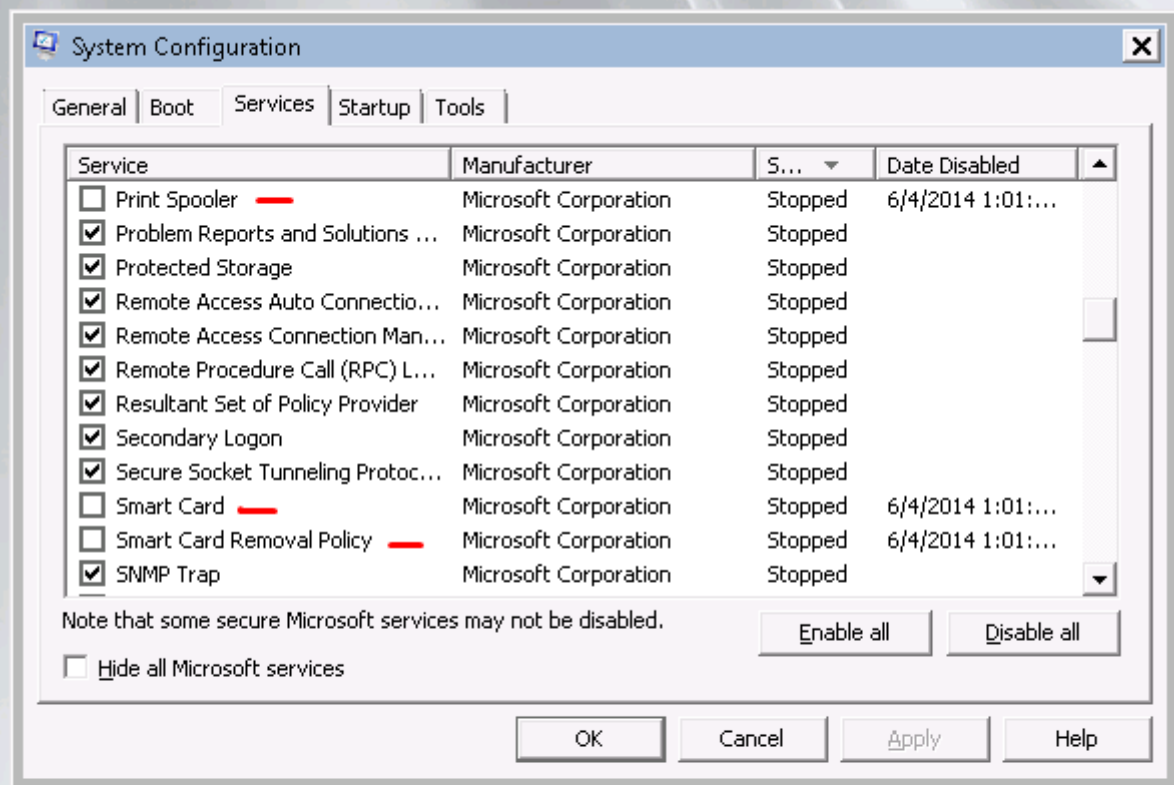 System Configuration
General Boot Services Startup Tools
Service Manufacturer S... Date Disabled
Print Spooler Microsoft Corporation Stopped 6/4/2014 1:01:...
Problem Reports and Solutions ... Microsoft Corporation Stopped
Protected Storage Microsoft Corporation Stopped
Remote Access Auto Connectio... Microsoft Corporation Stopped
Remote Access Connection Man... Microsoft Corporation Stopped
Remote Procedure Call (RPC) L... Microsoft Corporation Stopped
Resultant Set of Policy Provider Microsoft Corporation Stopped
Secondary Logon Microsoft Corporation Stopped
Secure Socket Tunneling Protoc... Microsoft Corporation Stopped
Smart Card Microsoft Corporation Stopped 6/4/2014 1:01:...
Smart Card Removal Policy Microsoft Corporation Stopped 6/4/2014 1:01:...
SNMP Trap Microsoft Corporation Stopped
Note that some secure Microsoft services may not be disabled.
Enable all Disable all
Hide all Microsoft services
OK Cancel Apply Help